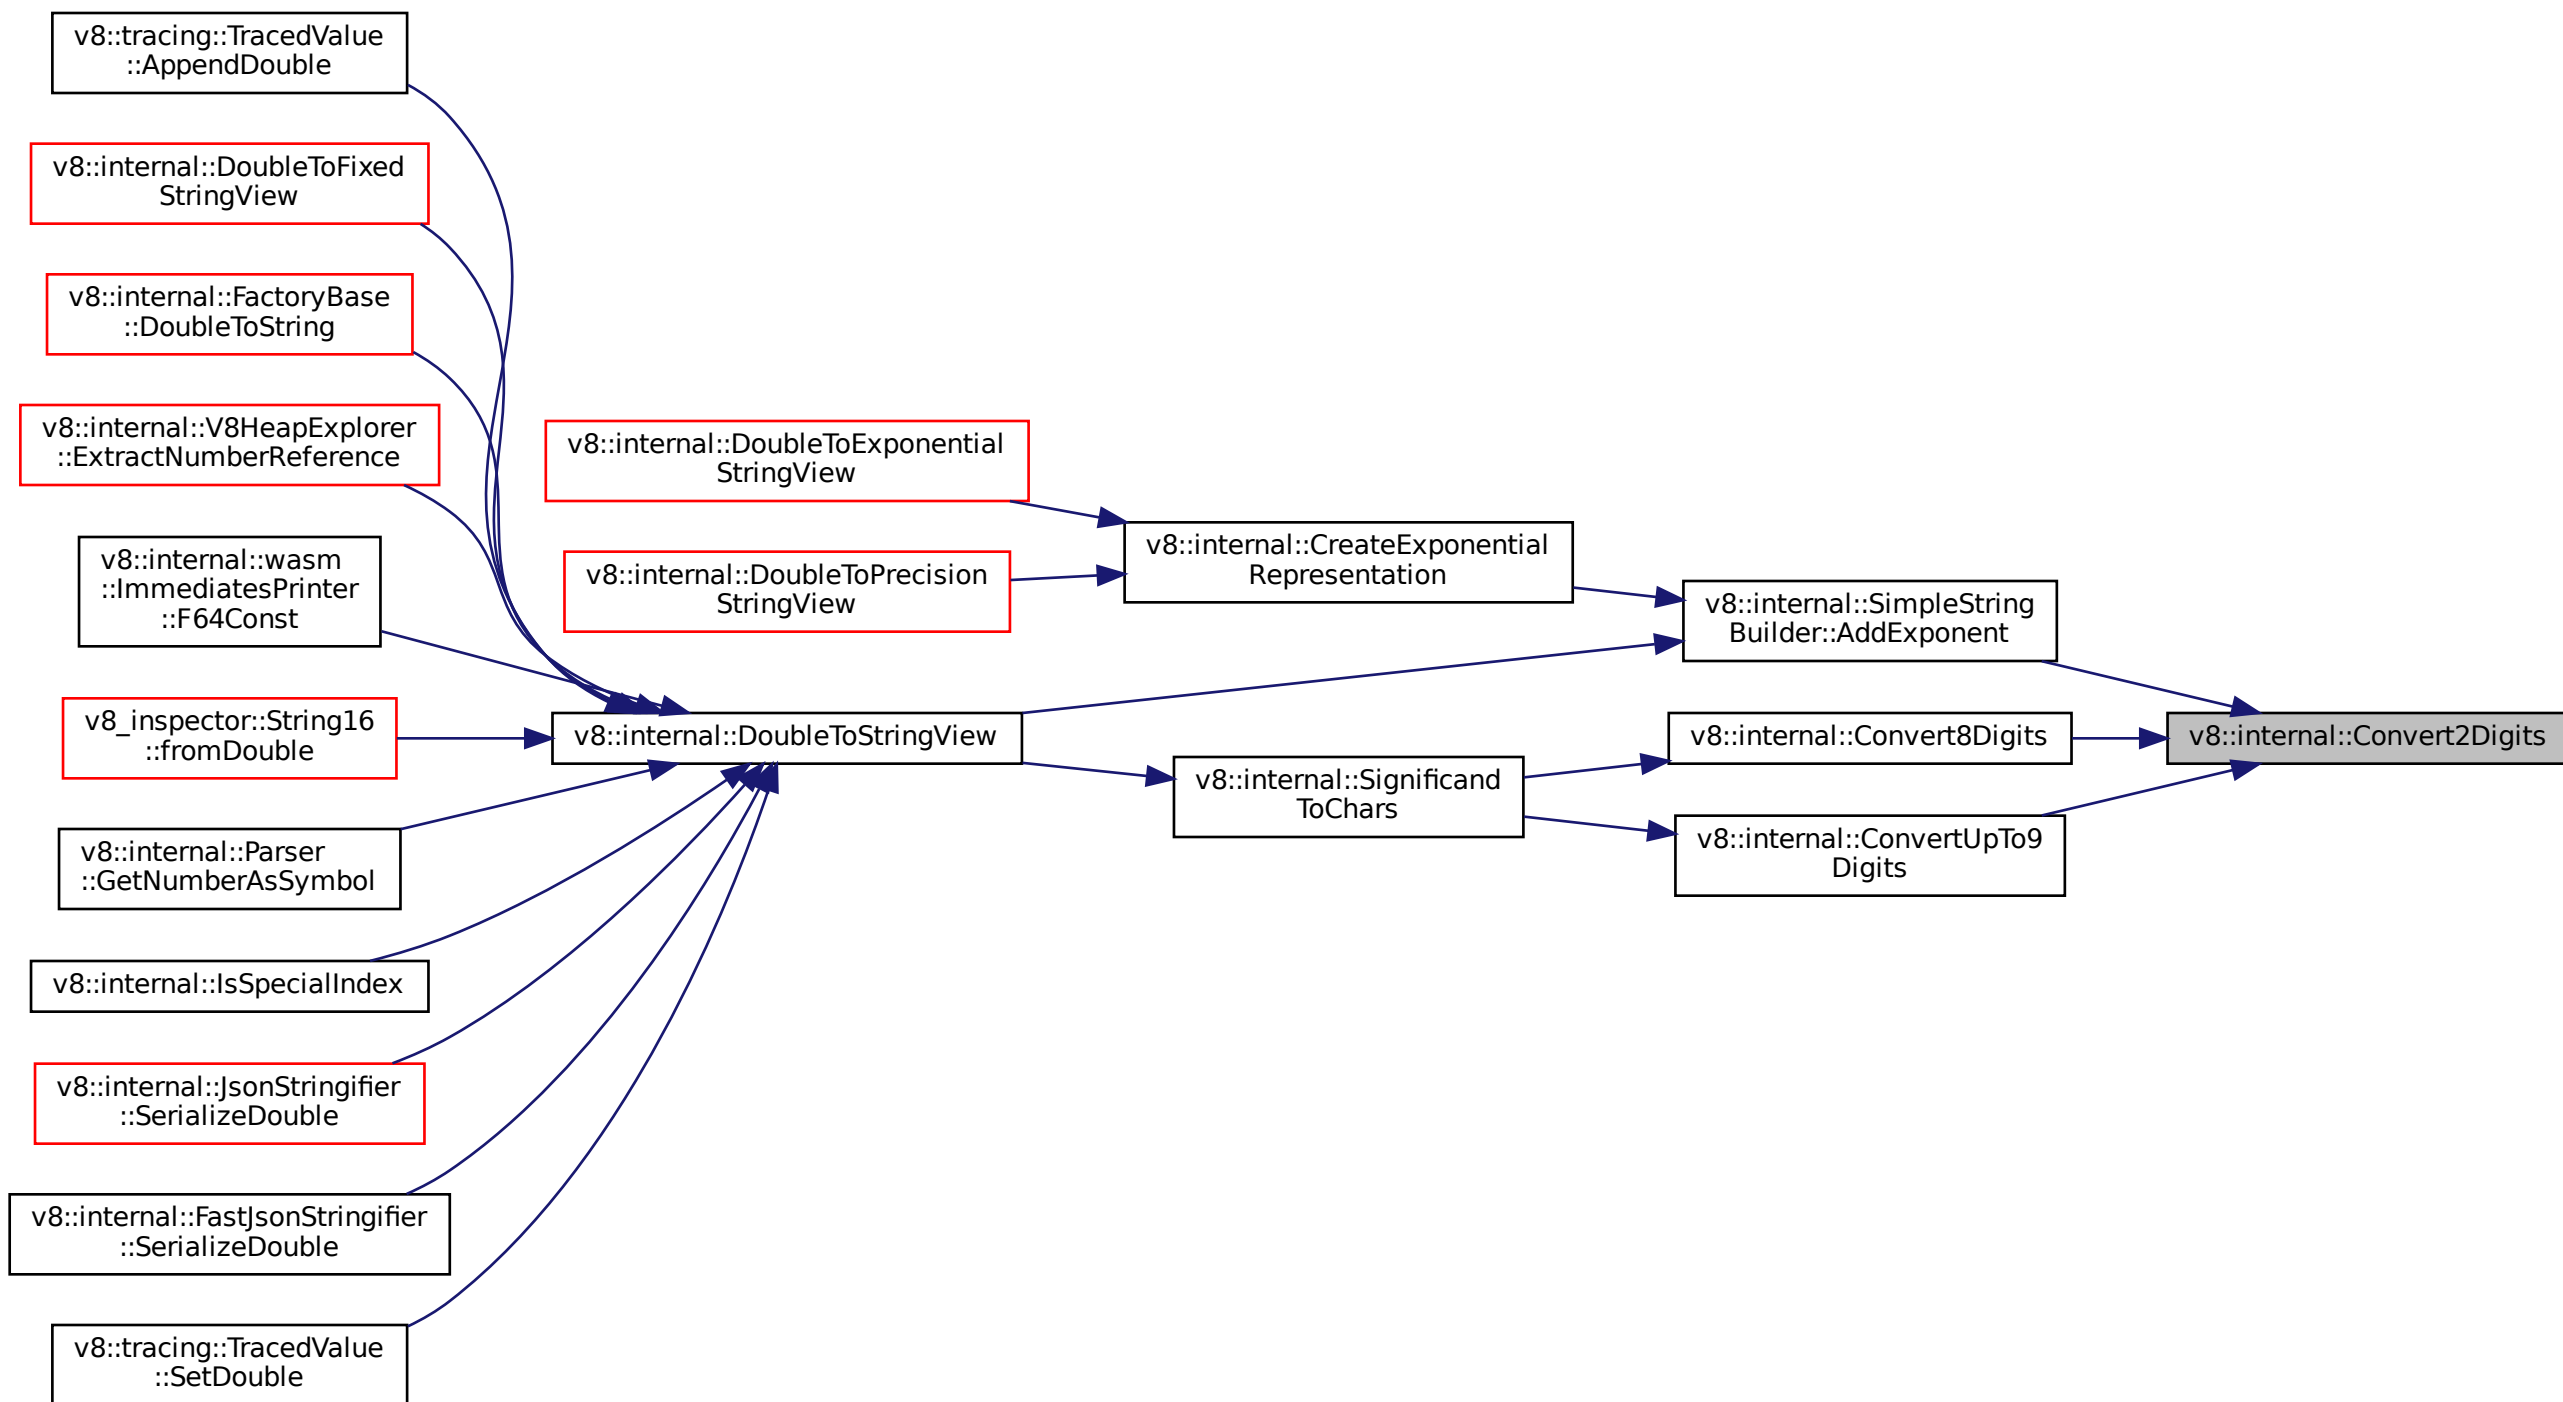 v8::tracing::TracedValue
::AppendDouble
v8::internal::DoubleToFixed
StringView
v8::internal::FactoryBase
::DoubleToString
v8::internal::V8HeapExplorer
::ExtractNumberReference
v8::internal::wasm
::ImmediatesPrinter
::F64Const
v8_inspector::String16
::fromDouble
v8::internal::Parser
::GetNumberAsSymbol
v8::internal::IsSpecialIndex
v8::internal::JsonStringifier
::SerializeDouble
v8::internal::FastJsonStringifier
::SerializeDouble
v8::tracing::TracedValue
::SetDouble
v8::internal::DoubleToExponential
StringView
v8::internal::DoubleToPrecision
StringView
v8::internal::DoubleToStringView
v8::internal::CreateExponential
Representation
v8::internal::Significand
ToChars
v8::internal::SimpleString
Builder::AddExponent
v8::internal::Convert8Digits
v8::internal::ConvertUpTo9
Digits
v8::internal::Convert2Digits